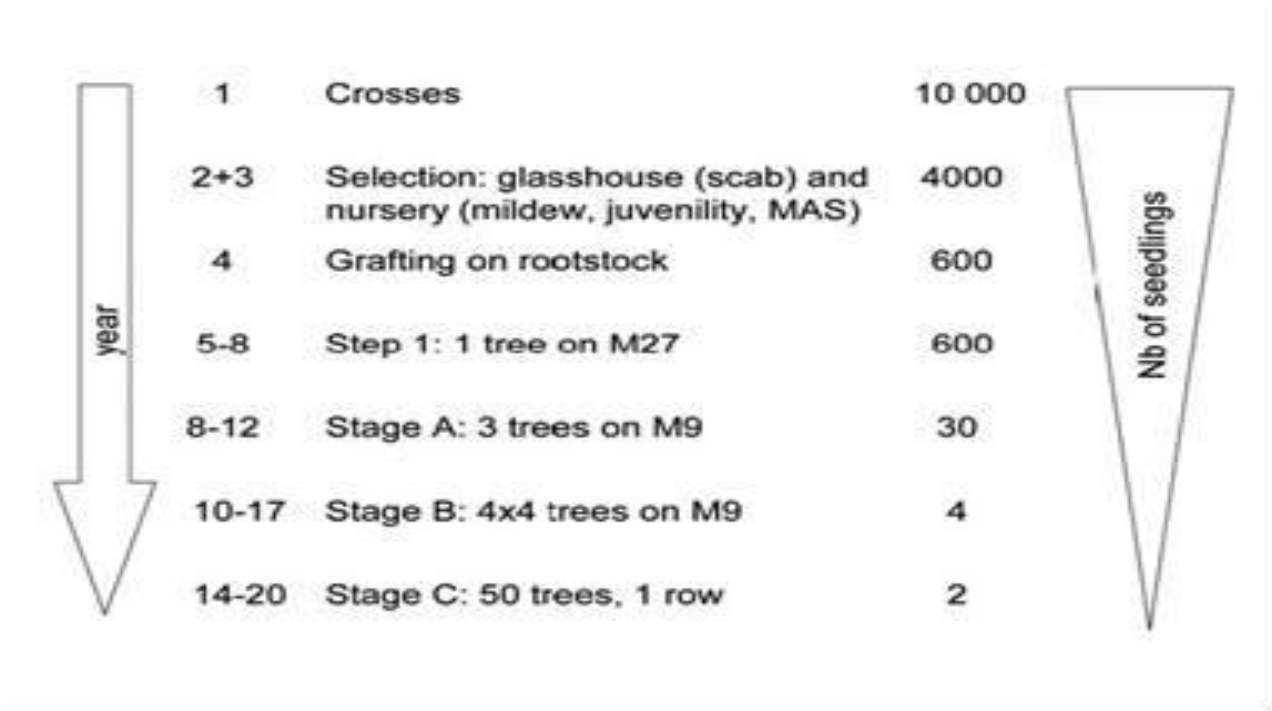 1 Crosses 10 000
2+3 Selection: glasshouse (scab) and 4000
nursery (mildew, juvenility, MAS)
4 Grafting on rootstock 600
5-8 Step 1: 1 tree on M27 600
8-12 Stage A: 3 trees on M9 30
10-17 Stage B: 4x4 trees on M9 4
14-20 Stage C: 50 trees, 1 row 2
year
Nb of seedlings